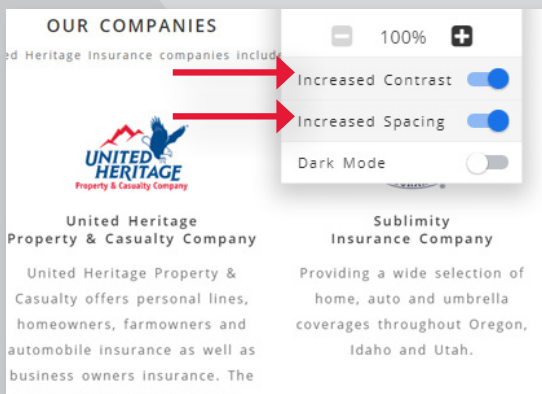 OUR COMPANIES
ed Heritage Insurance companies includ
100%
Increased Contrast
Increased Spacing
Dark Mode
UNITED
HERITAGE
Property & Casualty Company
®
United Heritage
Property & Casualty Company
United Heritage Property &
Casualty offers personal lines,
homeowners, farmowners and
automobile insurance as well as
business owners insurance. The
Sublimity
Insurance Company
Providing a wide selection of
home, auto and umbrella
coverages throughout Oregon,
Idaho and Utah.